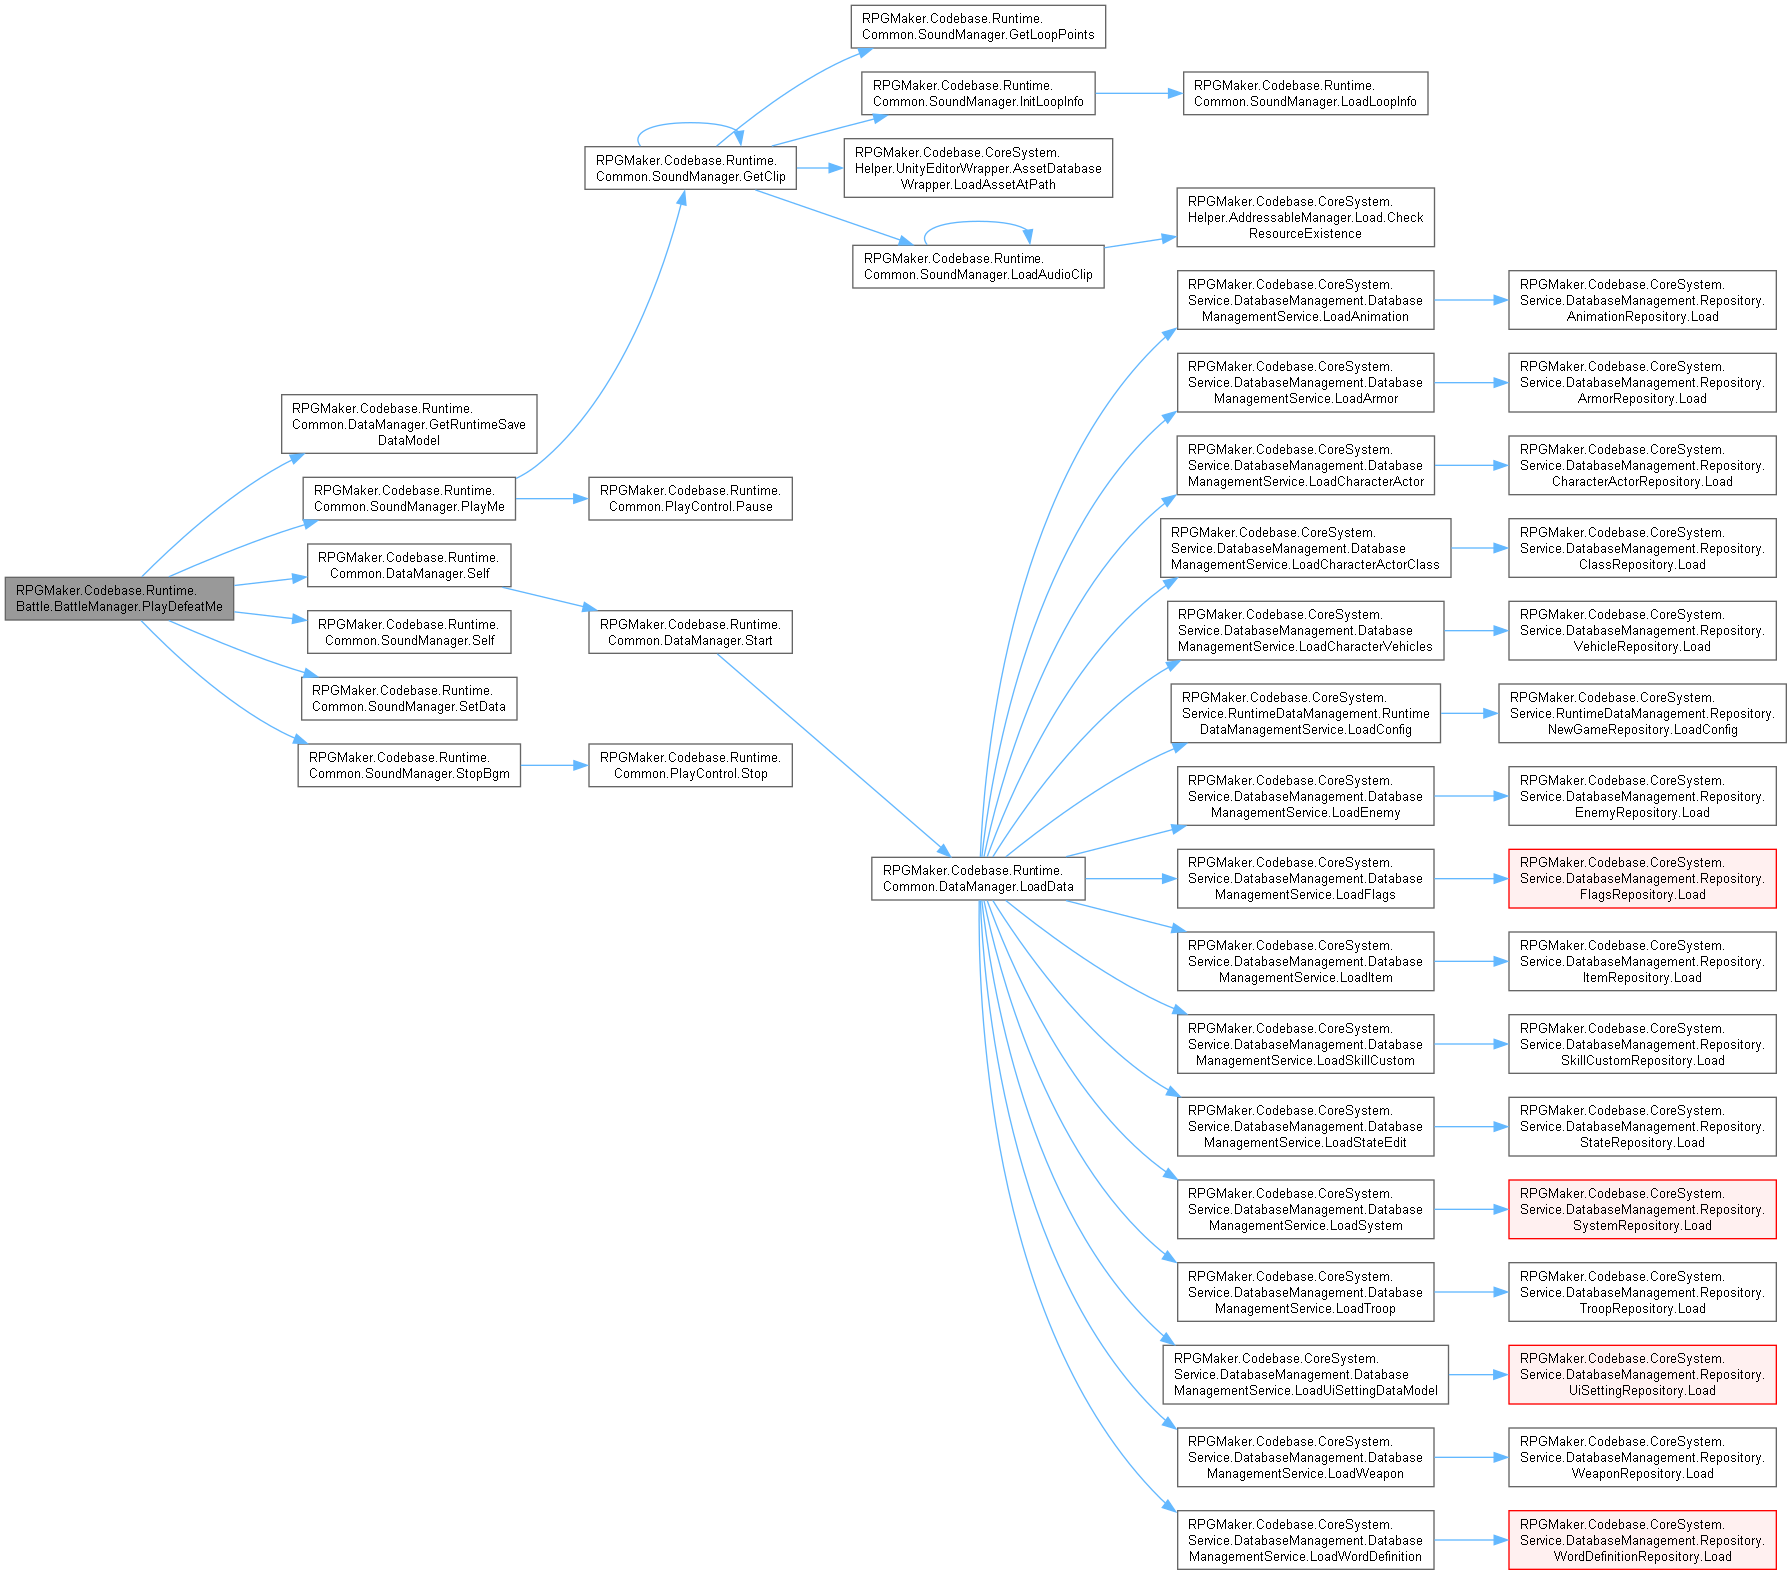 RPGMaker.Codebase.Runtime.
Battle.BattleManager.PlayDefeatMe
RPGMaker.Codebase.Runtime.
Common.DataManager.GetRuntimeSave
DataModel
RPGMaker.Codebase.Runtime.
Common.SoundManager.PlayMe
RPGMaker.Codebase.Runtime.
Common.DataManager.Self
RPGMaker.Codebase.Runtime.
Common.SoundManager.Self
RPGMaker.Codebase.Runtime.
Common.SoundManager.SetData
RPGMaker.Codebase.Runtime.
Common.SoundManager.StopBgm
RPGMaker.Codebase.Runtime.
Common.SoundManager.GetClip
RPGMaker.Codebase.Runtime.
Common.PlayControl.Pause
RPGMaker.Codebase.Runtime.
Common.DataManager.Start
RPGMaker.Codebase.Runtime.
Common.PlayControl.Stop
RPGMaker.Codebase.Runtime.
Common.SoundManager.GetLoopPoints
RPGMaker.Codebase.Runtime.
Common.SoundManager.InitLoopInfo
RPGMaker.Codebase.CoreSystem.
Helper.UnityEditorWrapper.AssetDatabase
Wrapper.LoadAssetAtPath
RPGMaker.Codebase.Runtime.
Common.SoundManager.LoadAudioClip
RPGMaker.Codebase.Runtime.
Common.DataManager.LoadData
RPGMaker.Codebase.Runtime.
Common.SoundManager.LoadLoopInfo
RPGMaker.Codebase.CoreSystem.
Helper.AddressableManager.Load.Check
ResourceExistence
RPGMaker.Codebase.CoreSystem.
Service.DatabaseManagement.Database
ManagementService.LoadAnimation
RPGMaker.Codebase.CoreSystem.
Service.DatabaseManagement.Database
ManagementService.LoadArmor
RPGMaker.Codebase.CoreSystem.
Service.DatabaseManagement.Database
ManagementService.LoadCharacterActor
RPGMaker.Codebase.CoreSystem.
Service.DatabaseManagement.Database
ManagementService.LoadCharacterActorClass
RPGMaker.Codebase.CoreSystem.
Service.DatabaseManagement.Database
ManagementService.LoadCharacterVehicles
RPGMaker.Codebase.CoreSystem.
Service.RuntimeDataManagement.Runtime
DataManagementService.LoadConfig
RPGMaker.Codebase.CoreSystem.
Service.DatabaseManagement.Database
ManagementService.LoadEnemy
RPGMaker.Codebase.CoreSystem.
Service.DatabaseManagement.Database
ManagementService.LoadFlags
RPGMaker.Codebase.CoreSystem.
Service.DatabaseManagement.Database
ManagementService.LoadItem
RPGMaker.Codebase.CoreSystem.
Service.DatabaseManagement.Database
ManagementService.LoadSkillCustom
RPGMaker.Codebase.CoreSystem.
Service.DatabaseManagement.Database
ManagementService.LoadStateEdit
RPGMaker.Codebase.CoreSystem.
Service.DatabaseManagement.Database
ManagementService.LoadSystem
RPGMaker.Codebase.CoreSystem.
Service.DatabaseManagement.Database
ManagementService.LoadTroop
RPGMaker.Codebase.CoreSystem.
Service.DatabaseManagement.Database
ManagementService.LoadUiSettingDataModel
RPGMaker.Codebase.CoreSystem.
Service.DatabaseManagement.Database
ManagementService.LoadWeapon
RPGMaker.Codebase.CoreSystem.
Service.DatabaseManagement.Database
ManagementService.LoadWordDefinition
RPGMaker.Codebase.CoreSystem.
Service.DatabaseManagement.Repository.
AnimationRepository.Load
RPGMaker.Codebase.CoreSystem.
Service.DatabaseManagement.Repository.
ArmorRepository.Load
RPGMaker.Codebase.CoreSystem.
Service.DatabaseManagement.Repository.
CharacterActorRepository.Load
RPGMaker.Codebase.CoreSystem.
Service.DatabaseManagement.Repository.
ClassRepository.Load
RPGMaker.Codebase.CoreSystem.
Service.DatabaseManagement.Repository.
VehicleRepository.Load
RPGMaker.Codebase.CoreSystem.
Service.RuntimeDataManagement.Repository.
NewGameRepository.LoadConfig
RPGMaker.Codebase.CoreSystem.
Service.DatabaseManagement.Repository.
EnemyRepository.Load
RPGMaker.Codebase.CoreSystem.
Service.DatabaseManagement.Repository.
FlagsRepository.Load
RPGMaker.Codebase.CoreSystem.
Service.DatabaseManagement.Repository.
ItemRepository.Load
RPGMaker.Codebase.CoreSystem.
Service.DatabaseManagement.Repository.
SkillCustomRepository.Load
RPGMaker.Codebase.CoreSystem.
Service.DatabaseManagement.Repository.
StateRepository.Load
RPGMaker.Codebase.CoreSystem.
Service.DatabaseManagement.Repository.
SystemRepository.Load
RPGMaker.Codebase.CoreSystem.
Service.DatabaseManagement.Repository.
TroopRepository.Load
RPGMaker.Codebase.CoreSystem.
Service.DatabaseManagement.Repository.
UiSettingRepository.Load
RPGMaker.Codebase.CoreSystem.
Service.DatabaseManagement.Repository.
WeaponRepository.Load
RPGMaker.Codebase.CoreSystem.
Service.DatabaseManagement.Repository.
WordDefinitionRepository.Load